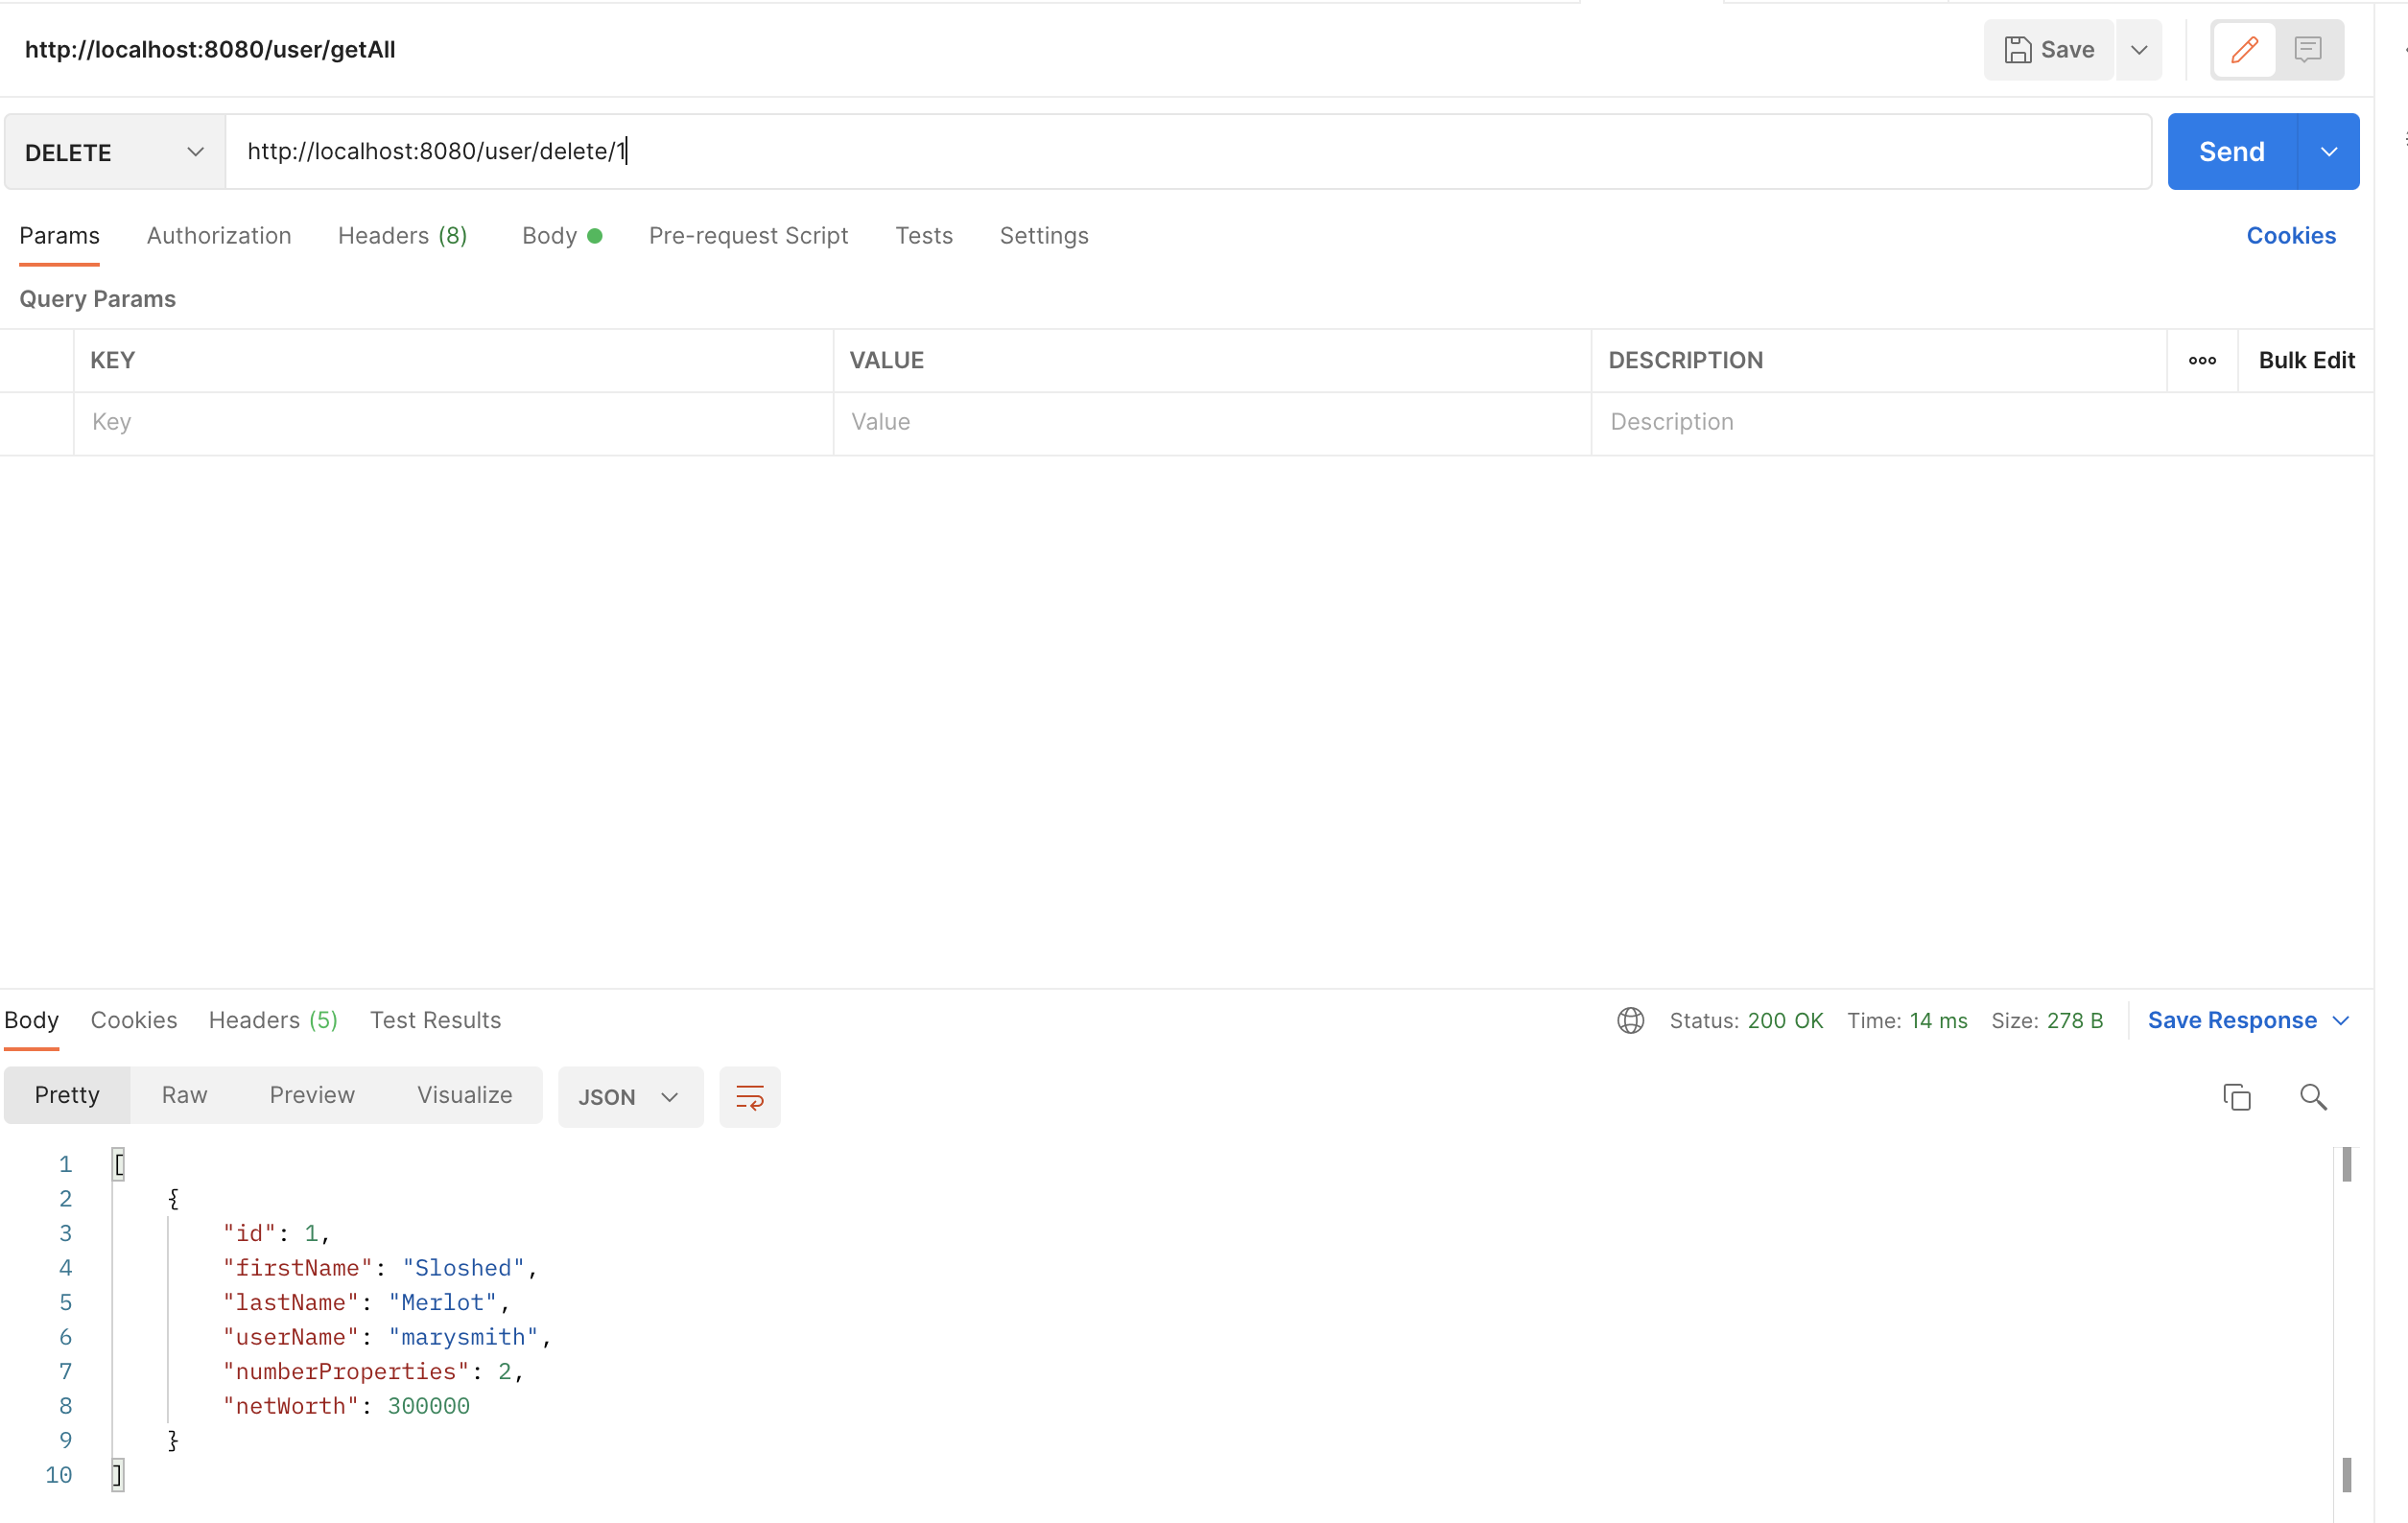 http://localhost:8080/user/getAll
Save
DELETE
http://localhost:8080/user/delete/1
Send
Params Authorization Headers (8) Body Pre-request Script Tests Settings Cookies
Query Params
KEY VALUE DESCRIPTION ooo Bulk Edit
Key Value Description
Body Cookies Headers (5) Test Results Status: 200 OK Time: 14 ms Size: 278 B Save Response
Pretty Raw Preview Visualize JSON
1 [
2 {
3 "id": 1,
4 "firstName": "Sloshed",
5 "lastName": "Merlot",
6 "userName": "marysmith",
7 "numberProperties": 2,
8 "netWorth": 300000
9 }
10 ]